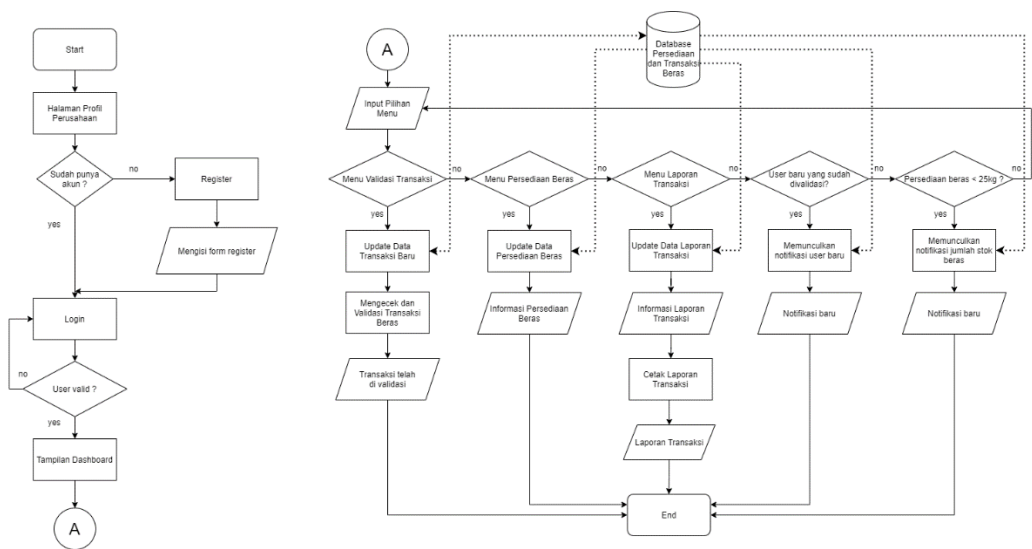 Start
Halaman Profil
Perusahaan
Sudah punya
akun ?
no
Register
yes
Mengisi form register
Login
no
User valid ?
yes
Tampilan Dashboard
A
A
Database
Persediaan
dan Transaksi
Beras
Input Pilihan
Menu
Menu Validasi Transaksi
no
Menu Persediaan Beras
no
Menu Laporan
Transaksi
no
User baru yang sudah
divalidasi?
no
Persediaan beras < 25kg ?
no
yes
yes
yes
yes
yes
Update Data
Transaksi Baru
Update Data
Persediaan Beras
Update Data Laporan
Transaksi
Memunculkan
notifikasi user baru
Memunculkan
notifikasi jumlah stok
beras
Mengecek dan
Validasi Transaksi
Beras
Informasi Persediaan
Beras
Informasi Laporan
Transaksi
Notifikasi baru
Notifikasi baru
Transaksi telah
di validasi
Cetak Laporan
Transaksi
Laporan Transaksi
End